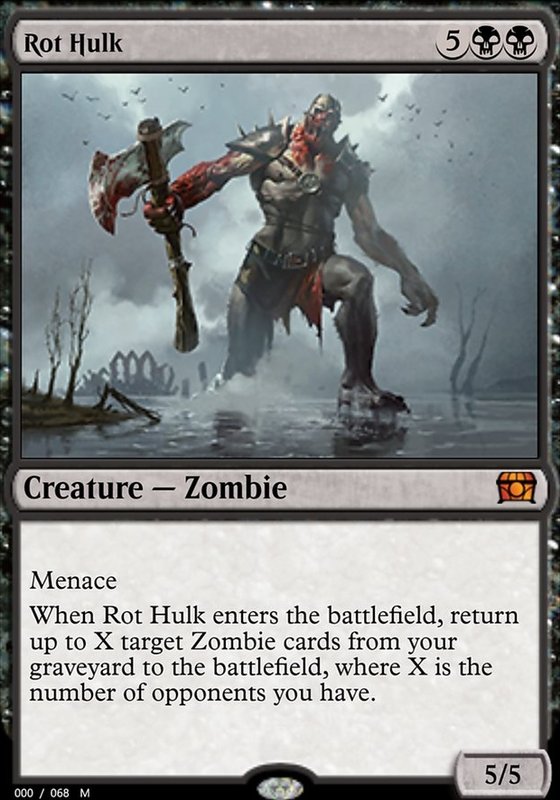 Rot Hulk 5
Creature — Zombie
Menace
When Rot Hulk enters the battlefield, return
up to X target Zombie cards from your
graveyard to the battlefield, where X is the
number of opponents you have.
5/5
000 / 068 M